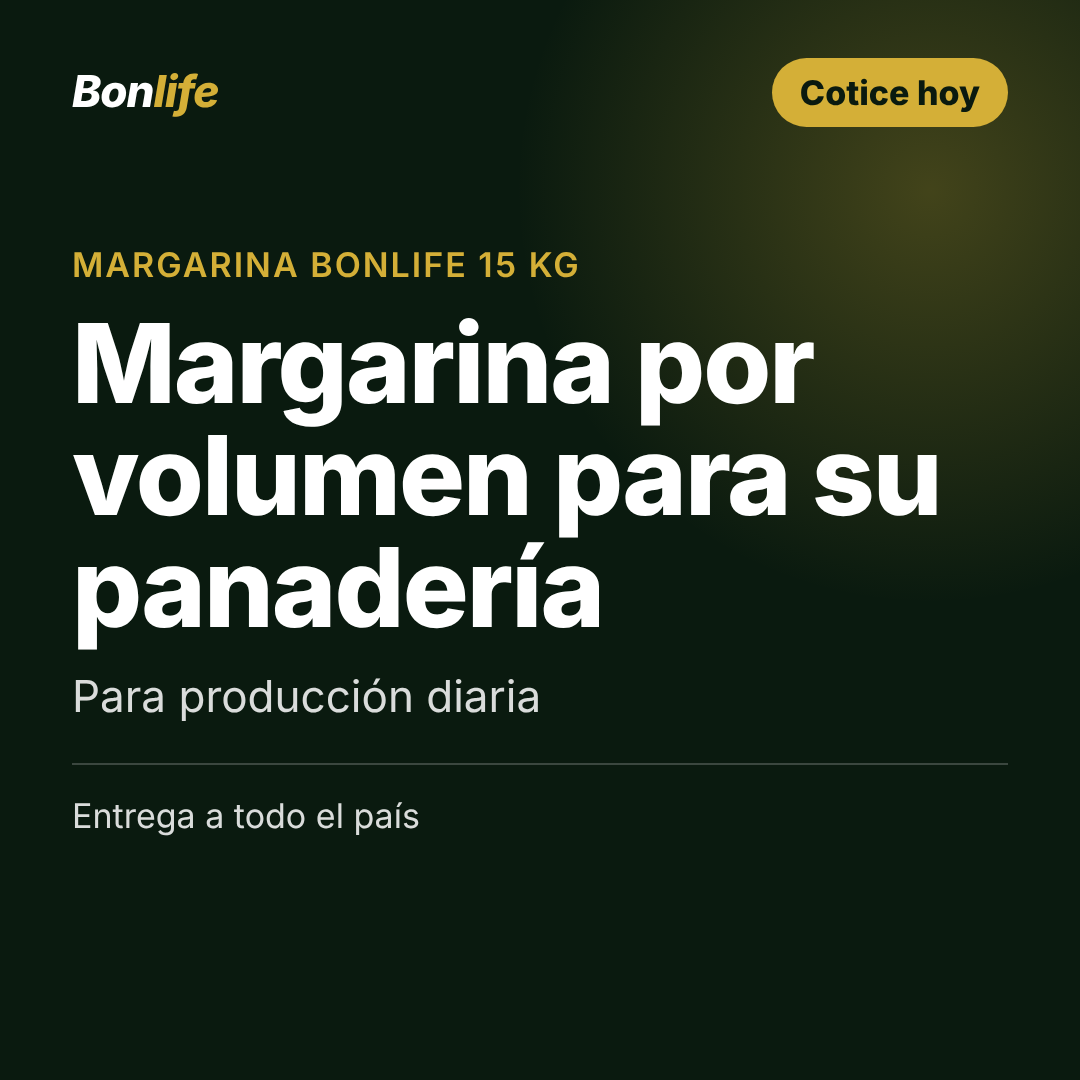 Bonlife
Cotice hoy
MARGARINA BONLIFE 15 KG
Margarina por
volumen para su
panadería
Para producción diaria
Entrega a todo el país